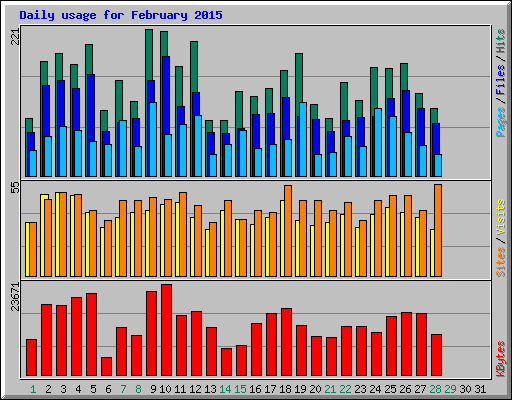 Daily usage for February 2015
221
Pages / Files / Hits
55
Sites / Visits
23671
KBytes
1 2 3 4 5 6 7 8 9 10 11 12 13 14 15 16 17 18 19 20 21 22 23 24 25 26 27 28 29 30 31